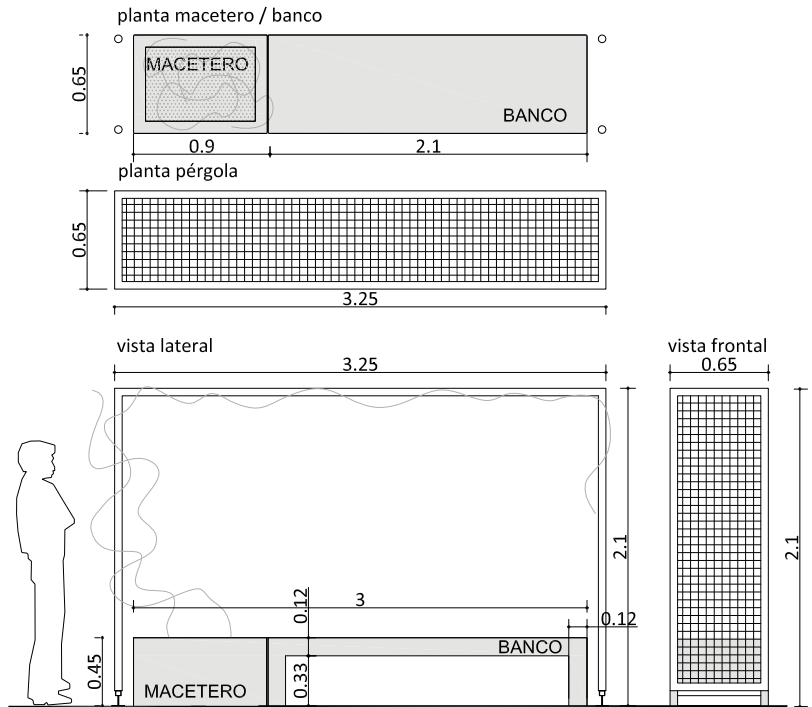 planta macetero / banco
0.65
MACETERO
BANCO
0.9
2.1
planta pérgola
0.65
3.25
vista lateral
vista frontal
3.25
0.65
2.1
2.1
0.12
3
0.12
BANCO
0.45
MACETERO
0.33